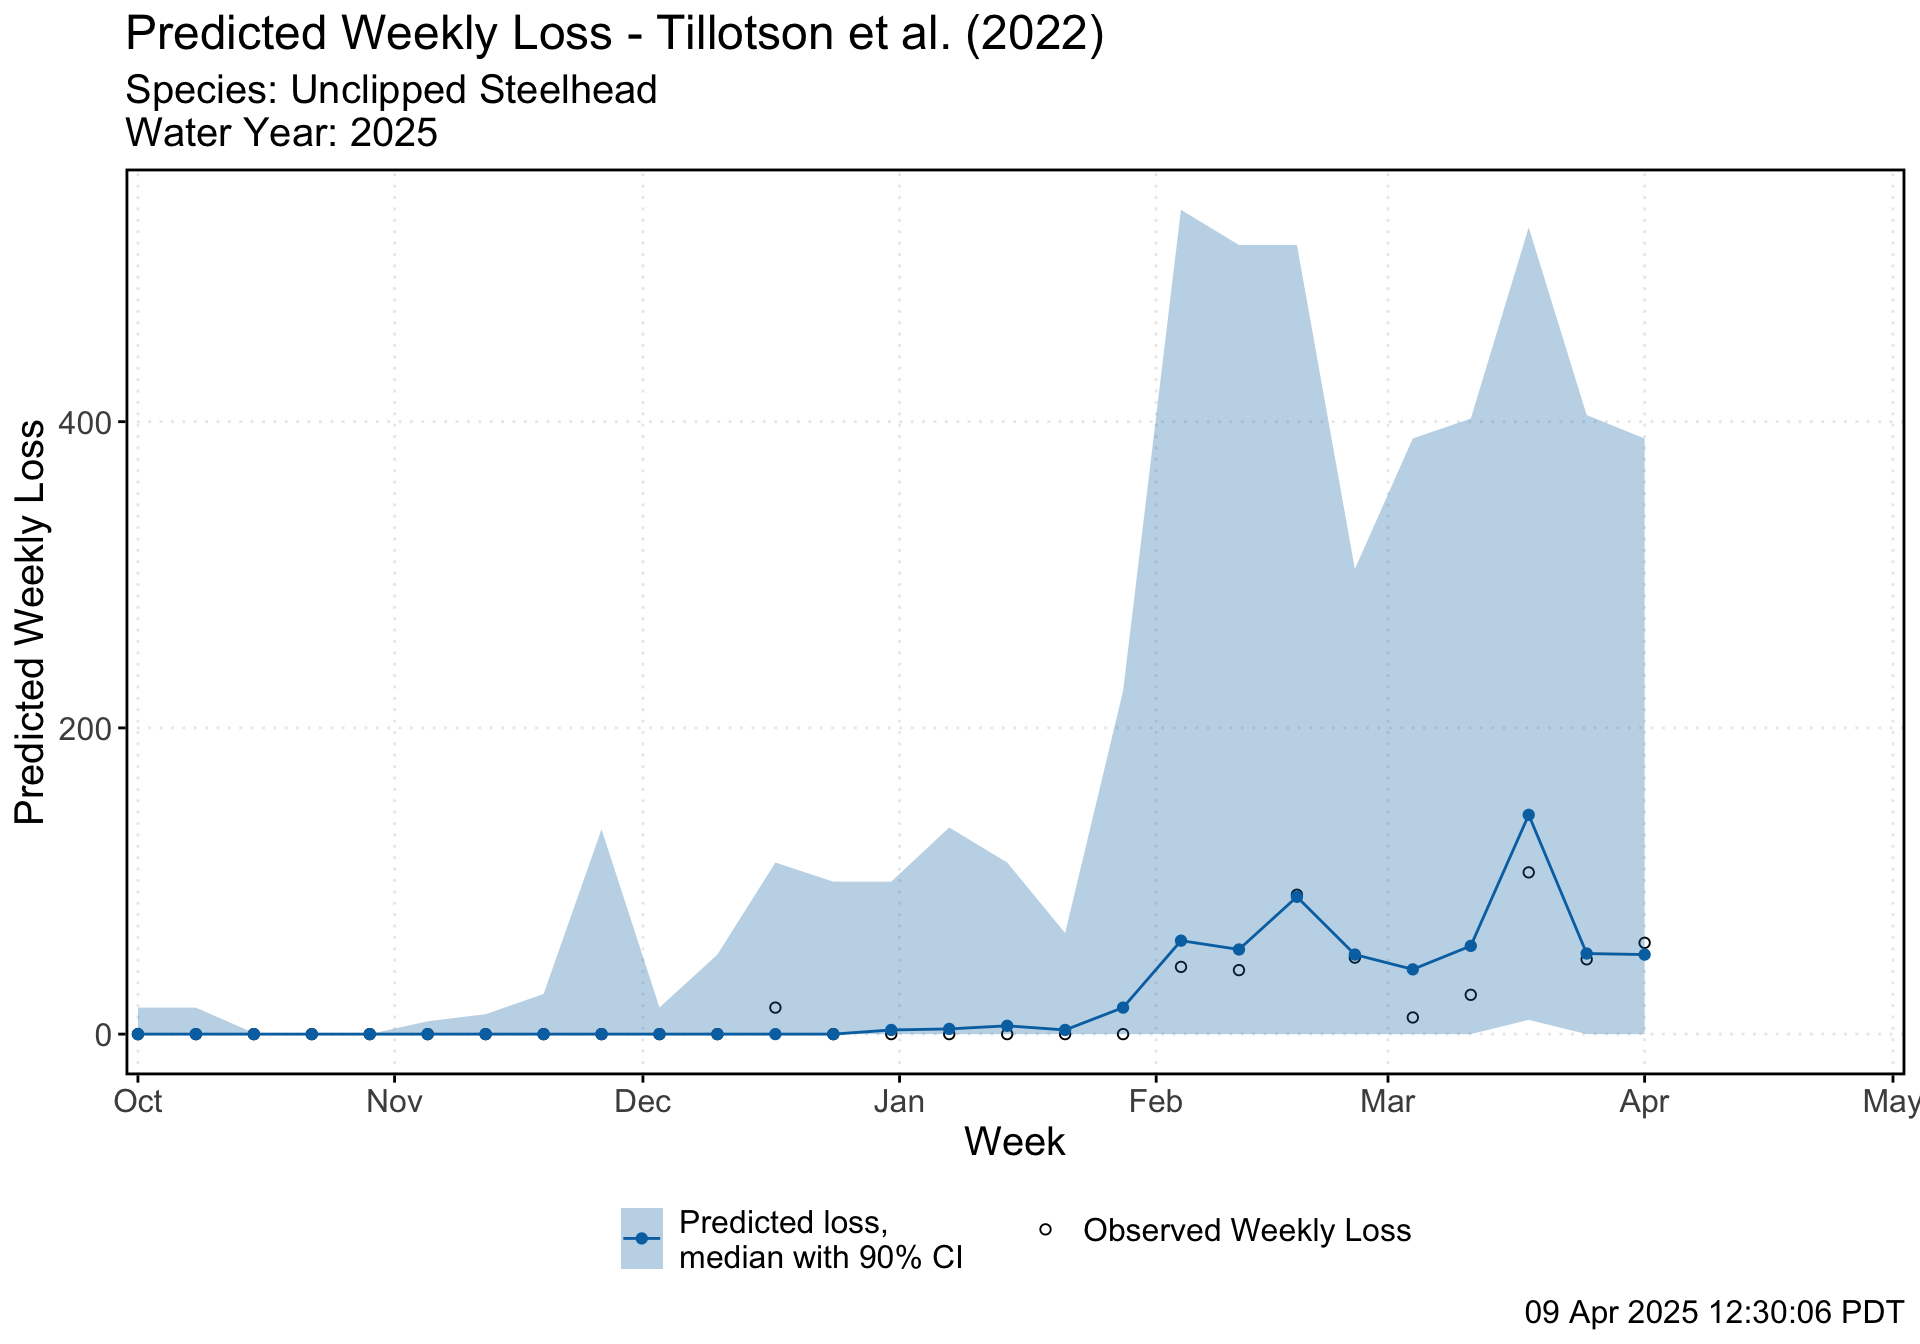 Predicted Weekly Loss - Tillotson et al. (2022)
Species: Unclipped Steelhead
Water Year: 2025
Predicted Weekly Loss
400
200
0
Oct Nov Dec Jan Feb Mar Apr May
Week
Predicted loss,
median with 90% CI
Observed Weekly Loss
09 Apr 2025 12:30:06 PDT